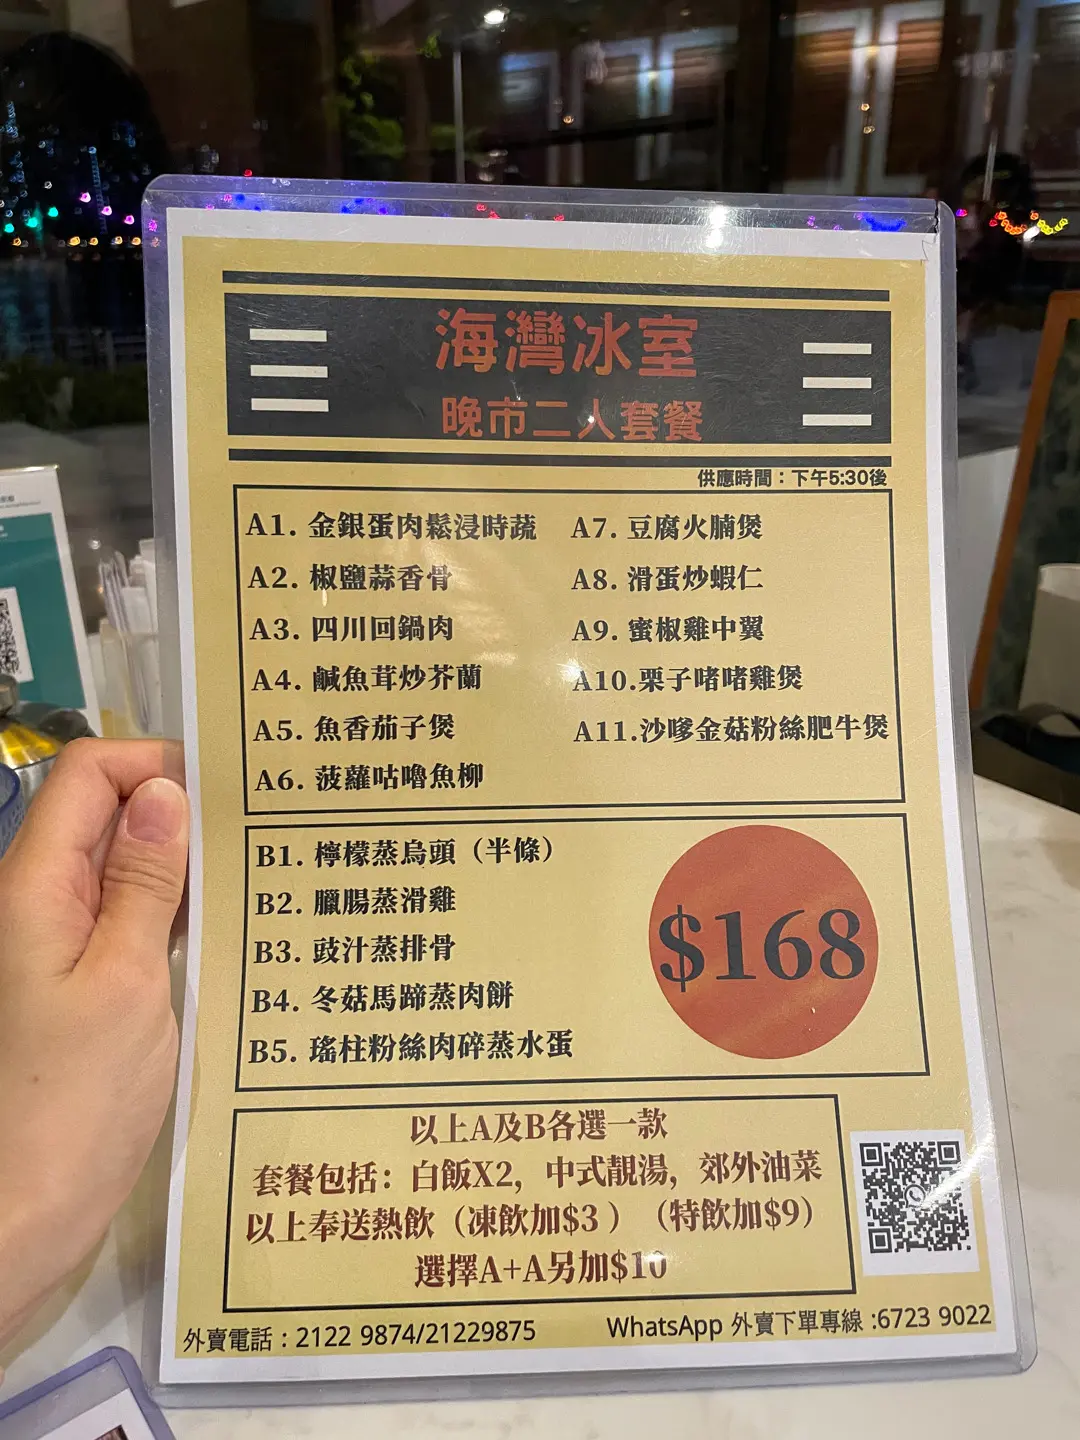 海灣冰室
晚市二人套餐
供應時間：下午5:30後
A1. 金銀蛋肉鬆浸時蔬
A2. 椒鹽蒜香骨
A3. 四川回鍋肉
A4. 鹹魚茸炒芥蘭
A5. 魚香茄子煲
A6. 菠蘿咕嚕魚柳
A7. 豆腐火腩煲
A8. 滑蛋炒蝦仁
A9. 蜜椒雞中翼
A10.栗子啫啫雞煲
A11.沙嗲金菇粉絲肥牛煲
B1. 檸檬蒸烏頭（半條）
B2. 臘腸蒸滑雞
B3. 豉汁蒸排骨
B4. 冬菇馬蹄蒸肉餅
B5. 瑤柱粉絲肉碎蒸水蛋
$168
以上A及B各選一款
套餐包括：白飯X2，中式靚湯，郊外油菜
以上奉送熱飲（凍飲加$3）（特飲加$9）
選擇A+A另加$10
外賣電話：2122 9874/21229875
WhatsApp 外賣下單專線 :6723 9022